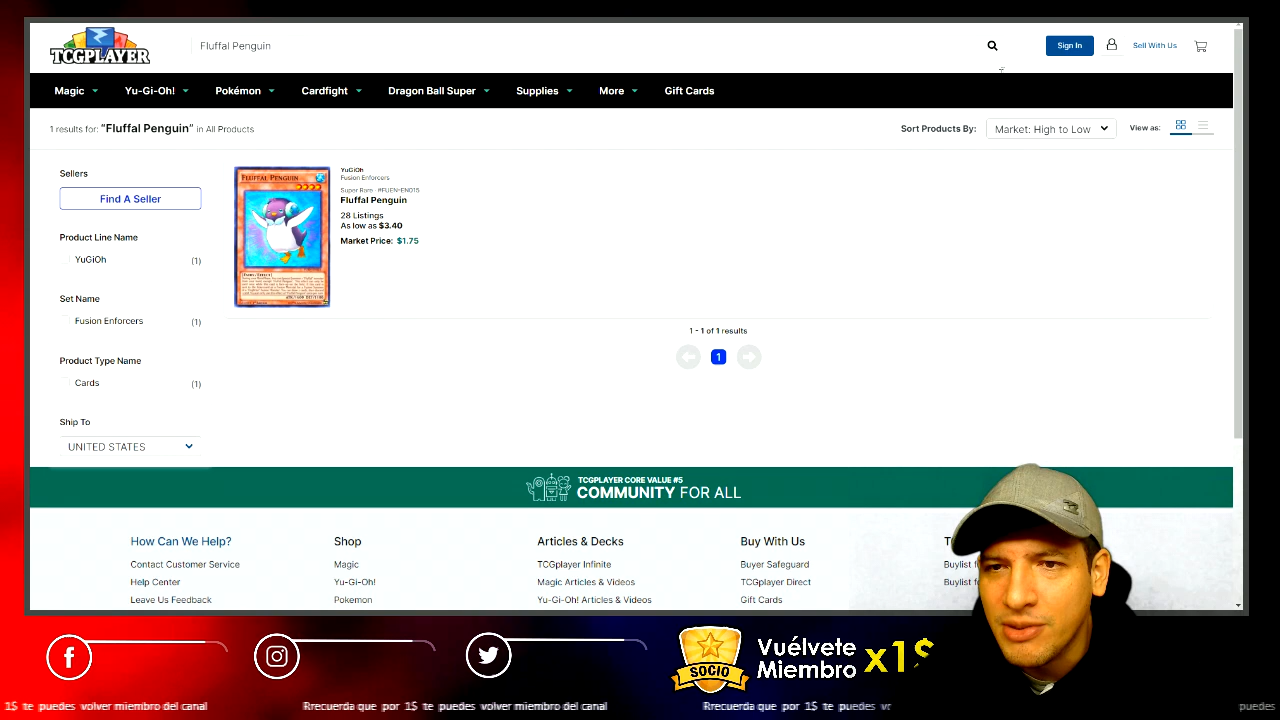 TCGPLAYER
Fluffal Penguin
Sign In
Sell With Us
Magic
Yu-Gi-Oh!
Pokémon
Cardfight
Dragon Ball Super
Supplies
More
Gift Cards
1 results for: “Fluffal Penguin” in All Products
Sort Products By:
Market: High to Low
View as:
Sellers
Find A Seller
Product Line Name
YuGiOh (1)
Set Name
Fusion Enforcers (1)
Product Type Name
Cards (1)
Ship To
UNITED STATES
FLUFFAL PENGUIN
YuGiOh
Fusion Enforcers
Super Rare · #FUEN-EN015
Fluffal Penguin
28 Listings
As low as $3.40
Market Price: $1.75
1 - 1 of 1 results
1
TCGPLAYER CORE VALUE #5
COMMUNITY FOR ALL
How Can We Help?
Contact Customer Service
Help Center
Leave Us Feedback
Shop
Magic
Yu-Gi-Oh!
Pokemon
Articles & Decks
TCGplayer Infinite
Magic Articles & Videos
Yu-Gi-Oh! Articles & Videos
Buy With Us
Buyer Safeguard
TCGplayer Direct
Gift Cards
T
Buylist f
Buylist fo
SOCIO
Vuélvete
Miembro x1$
1$ te puedes volver miembro del canal
Rrecuerda que por 1$ te puedes volver miembro del canal
Rrecuerda que por 1$ te puedes vo
puedes